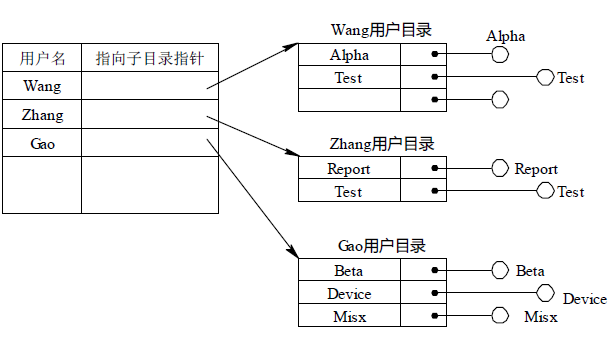 用户名 指向子目录指针
Wang
Zhang
Gao
Wang用户目录
Alpha
Alpha
Test
Test
Zhang用户目录
Report
Report
Test
Test
Gao用户目录
Beta
Beta
Device
Device
Misx
Misx